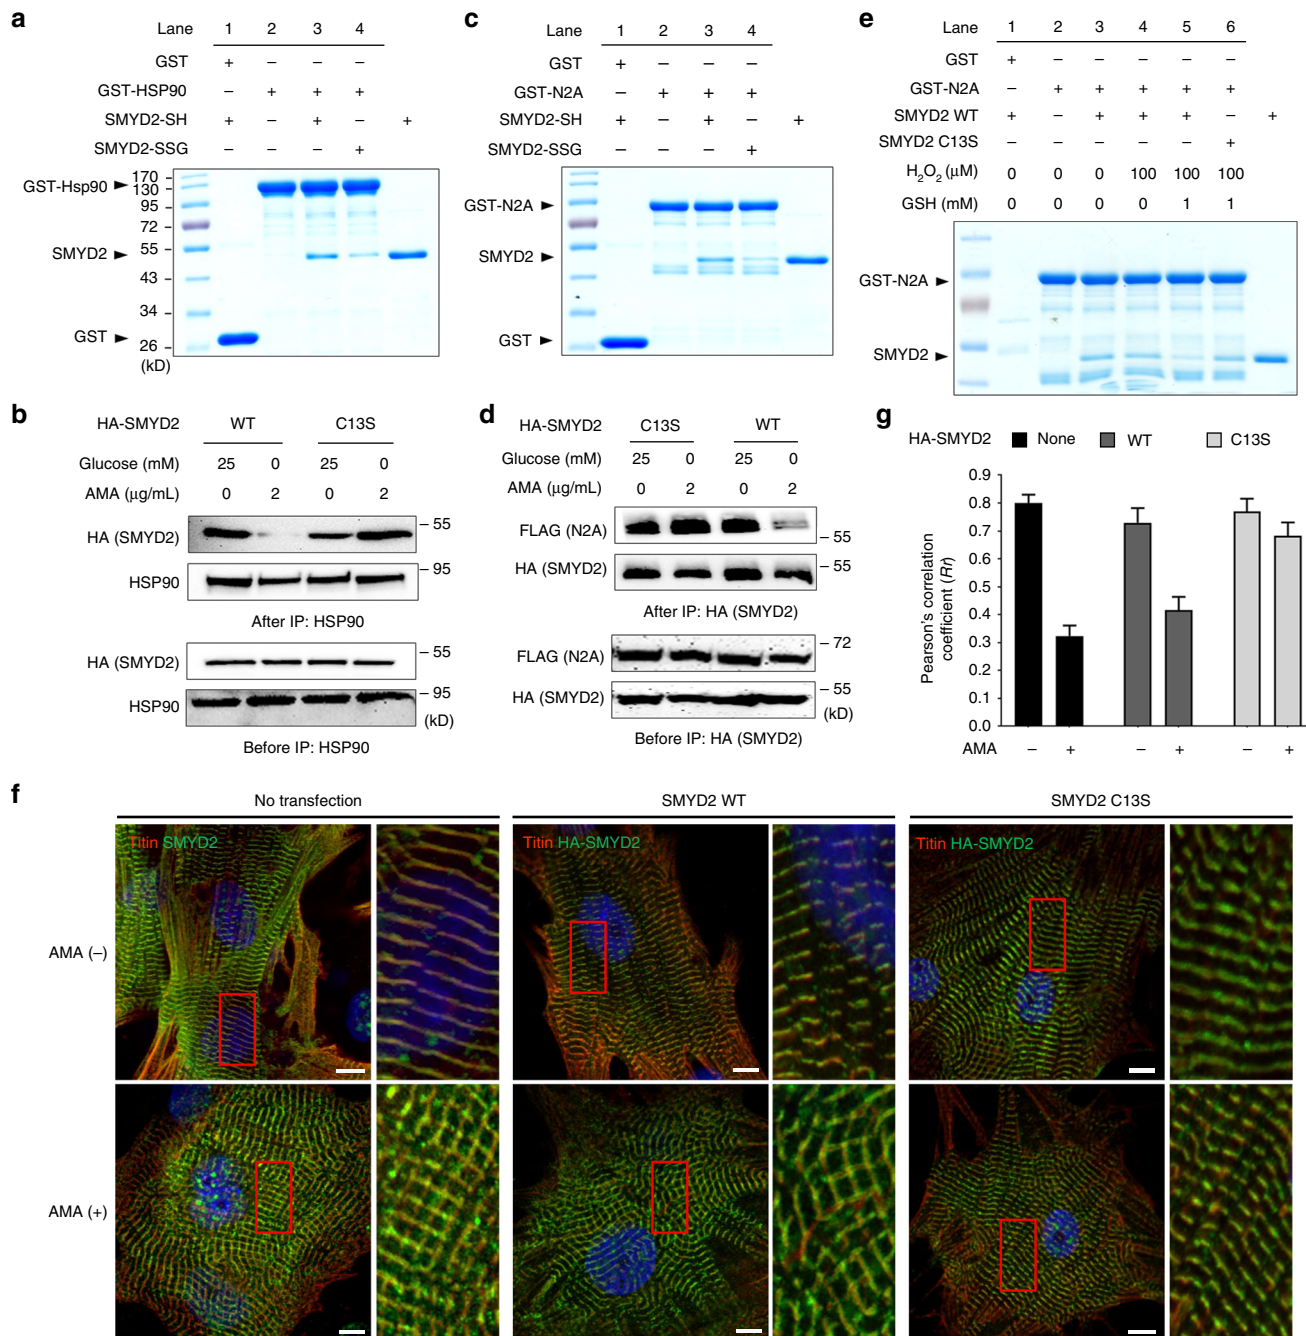 a
Lane 1 2 3 4
GST + – – –
GST-HSP90 – + + +
SMYD2-SH + – + – +
SMYD2-SSG – – – +
GST-Hsp90
SMYD2
GST
170
130
95
72
55
43
34
26
(kD)
c
Lane 1 2 3 4
GST + – – –
GST-N2A – + + +
SMYD2-SH + – + – +
SMYD2-SSG – – – +
GST-N2A
SMYD2
GST
e
Lane 1 2 3 4 5 6
GST + – – – – –
GST-N2A – + + + + +
SMYD2 WT + – + + + – +
SMYD2 C13S – – – – – +
H2O2 (μM) 0 0 0 100 100 100
GSH (mM) 0 0 0 0 1 1
GST-N2A
SMYD2
b
HA-SMYD2 WT C13S
Glucose (mM) 25 0 25 0
AMA (μg/mL) 0 2 0 2
HA (SMYD2) – 55
HSP90 – 95
After IP: HSP90
HA (SMYD2) – 55
HSP90 – 95
(kD)
Before IP: HSP90
d
HA-SMYD2 C13S WT
Glucose (mM) 25 0 25 0
AMA (μg/mL) 0 2 0 2
FLAG (N2A) – 55
HA (SMYD2) – 55
After IP: HA (SMYD2)
FLAG (N2A) – 72
HA (SMYD2) – 55
(kD)
Before IP: HA (SMYD2)
g
HA-SMYD2 None WT C13S
Pearson's correlation
coefficient (Rr)
0.9
0.8
0.7
0.6
0.5
0.4
0.3
0.2
0.1
0.0
AMA – + – + – +
f
No transfection SMYD2 WT SMYD2 C13S
Titin SMYD2 Titin HA-SMYD2 Titin HA-SMYD2
AMA (–)
AMA (+)